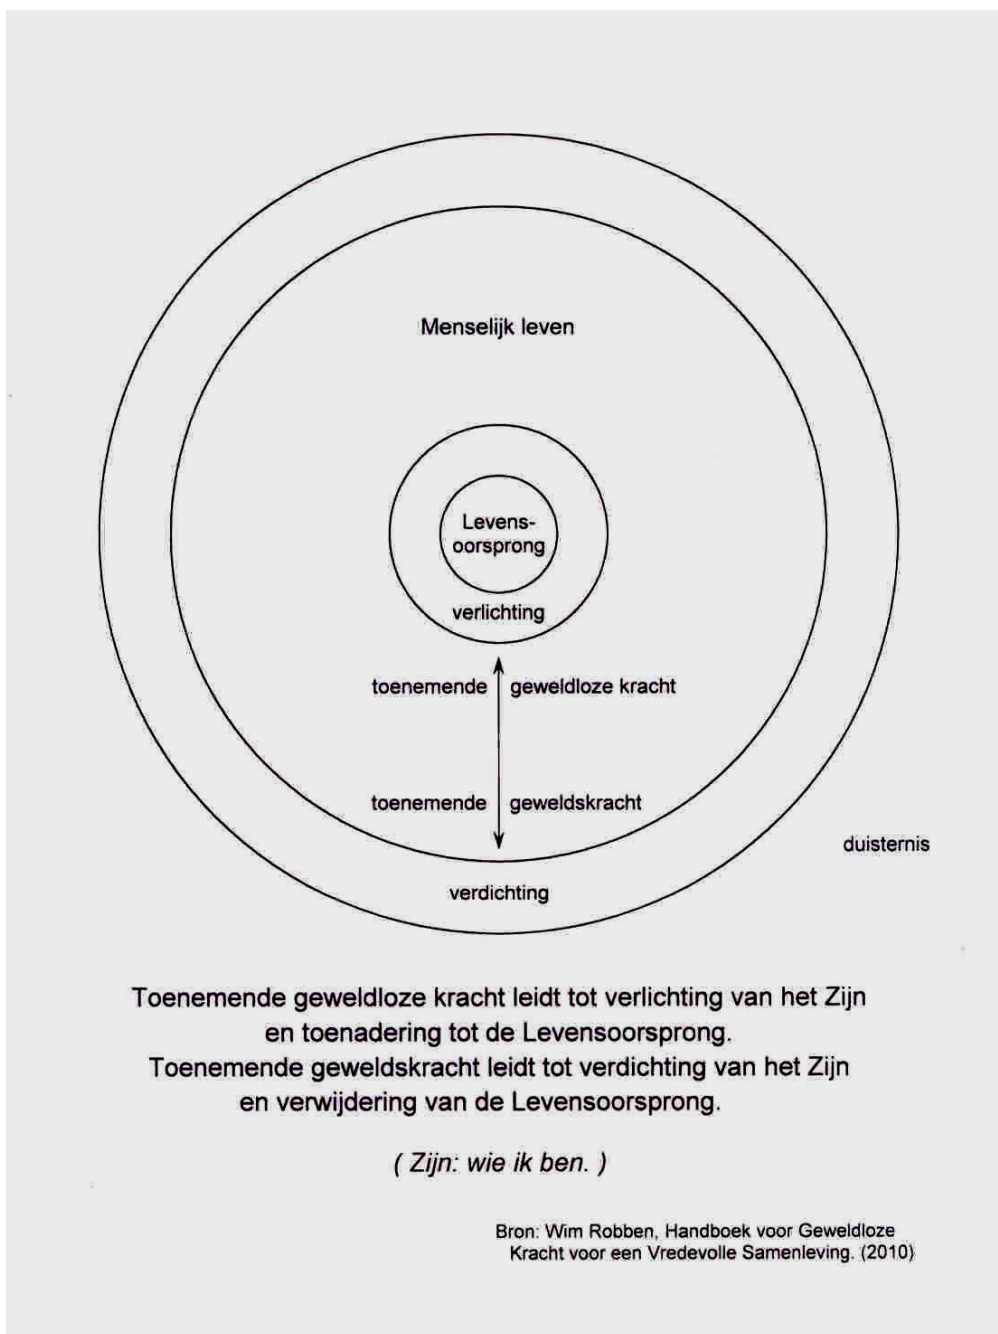 Menselijk leven
Levens-
oorsprong
verlichting
toenemende geweldloze kracht
toenemende geweldskracht
duisternis
verdichting
Toenemende geweldloze kracht leidt tot verlichting van het Zijn
en toenadering tot de Levensoorsprong.
Toenemende geweldskracht leidt tot verdichting van het Zijn
en verwijdering van de Levensoorsprong.
( Zijn: wie ik ben. )
Bron: Wim Robben, Handboek voor Geweldloze
Kracht voor een Vredevolle Samenleving. (2010)